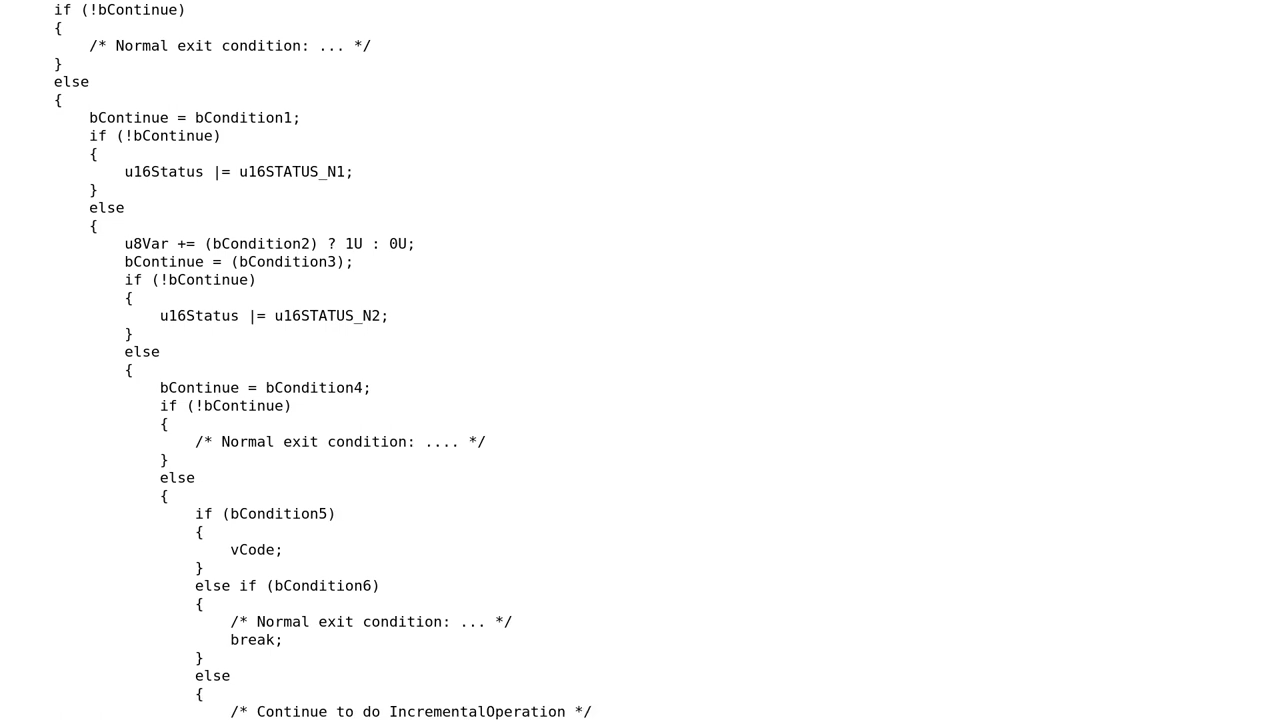 if (!bContinue)
{
/* Normal exit condition: ... */
}
else
{
bContinue = bCondition1;
if (!bContinue)
{
u16Status |= u16STATUS_N1;
}
else
{
u8Var += (bCondition2) ? 1U : 0U;
bContinue = (bCondition3);
if (!bContinue)
{
u16Status |= u16STATUS_N2;
}
else
{
bContinue = bCondition4;
if (!bContinue)
{
/* Normal exit condition: .... */
}
else
{
if (bCondition5)
{
vCode;
}
else if (bCondition6)
{
/* Normal exit condition: ... */
break;
}
else
{
/* Continue to do IncrementalOperation */